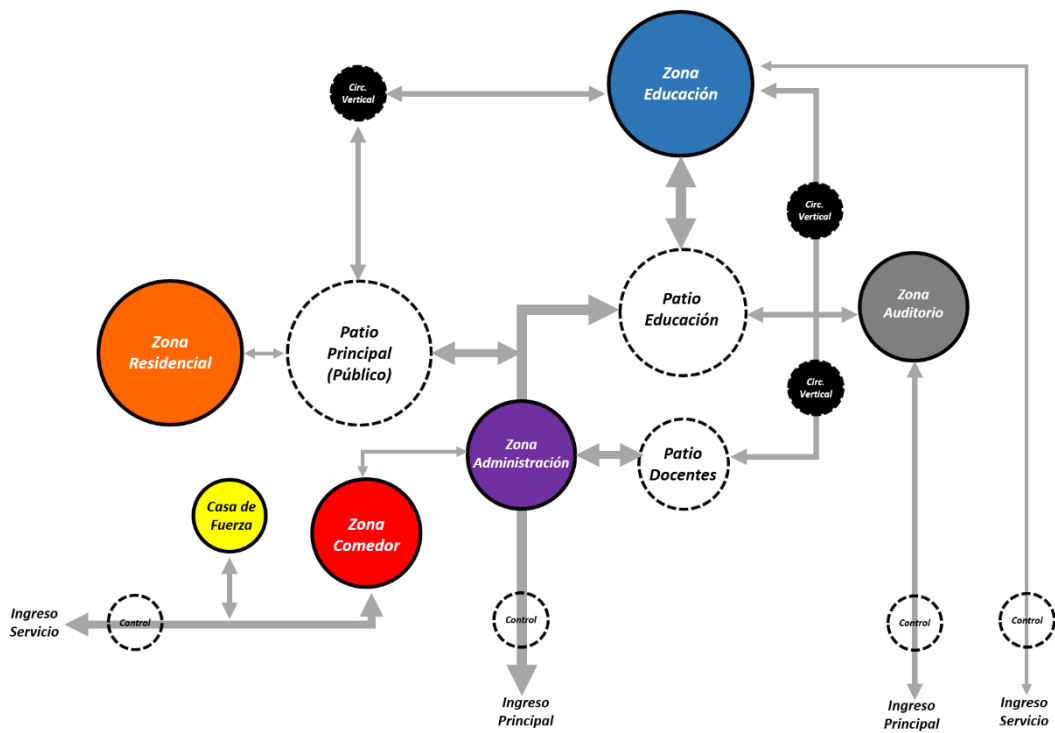 Zona
Educación
Circ.
Vertical
Circ.
Vertical
Zona
Residencial
Patio
Principal
(Público)
Patio
Educación
Zona
Auditorio
Circ.
Vertical
Zona
Administración
Patio
Docentes
Casa de
Fuerza
Zona
Comedor
Ingreso
Servicio
Control
Control
Control
Control
Ingreso
Principal
Ingreso
Principal
Ingreso
Servicio